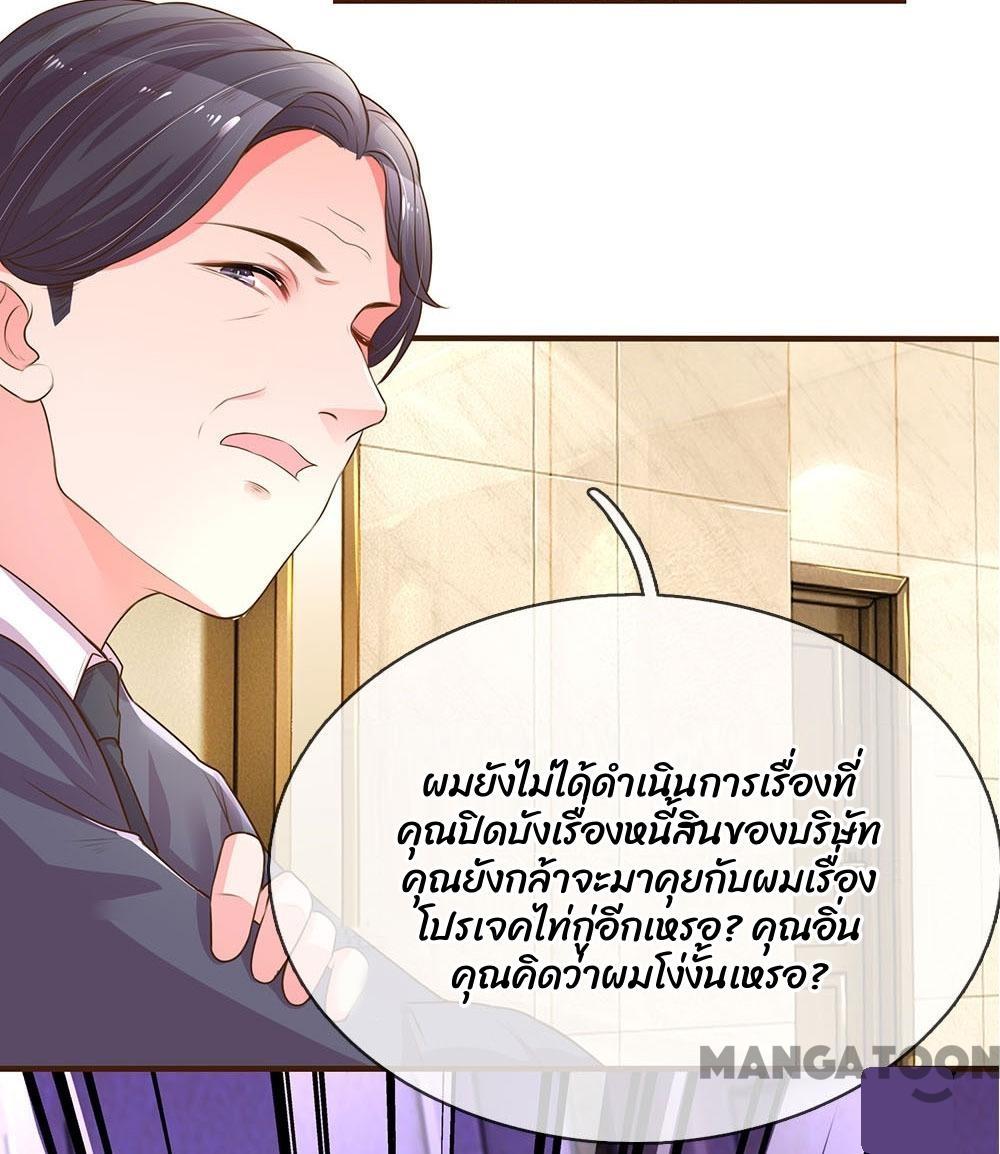 ผมยังไม่ได้ดำเนินการเรื่องที่
คุณปิดบังเรื่องหนี้สินของบริษัท
คุณยังกล้าจะมาคุยกับผมเรื่อง
โปรเจคไท่กู่อีกเหรอ? คุณอิ่น
คุณคิดว่าผมโง่งั้นเหรอ?
MANGATOON